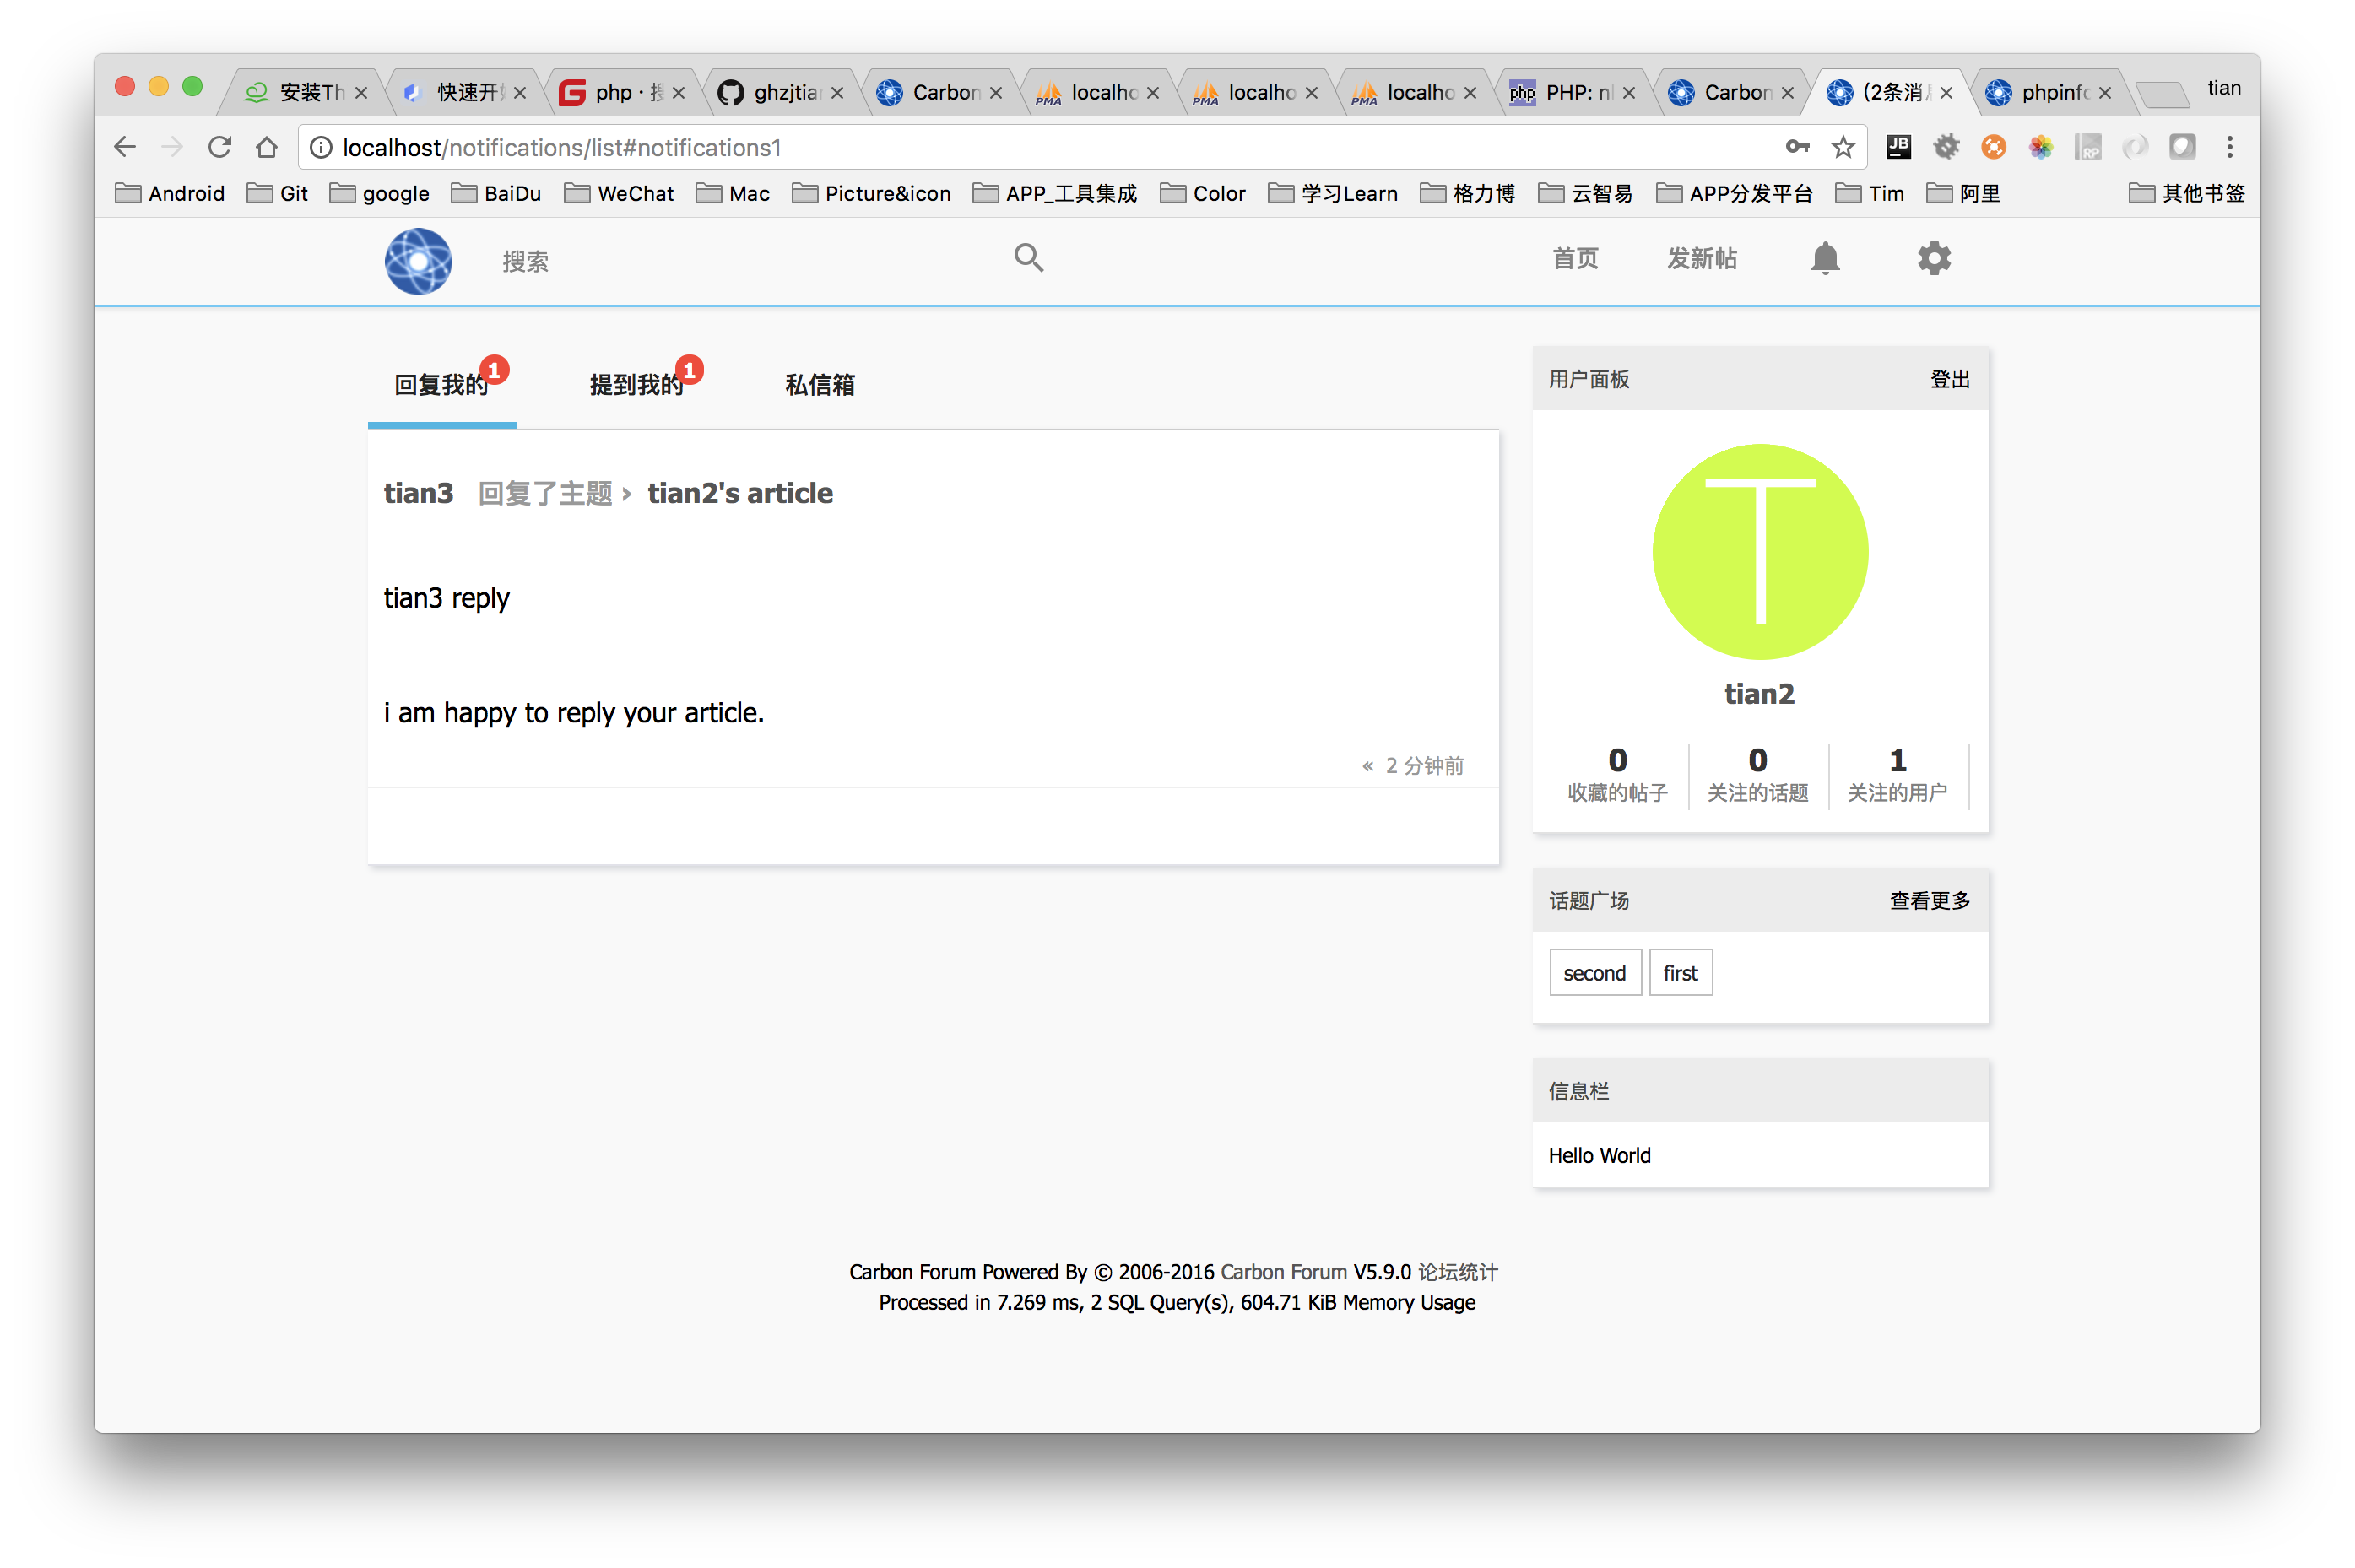 安装Th
快速开
php · 搜
ghzjtian
Carbon
localho
localho
localho
PHP: nl
Carbon
(2条消息
phpinfo
tian
localhost/notifications/list#notifications1
Android
Git
google
BaiDu
WeChat
Mac
Picture&icon
APP_工具集成
Color
学习Learn
格力博
云智易
APP分发平台
Tim
阿里
其他书签
搜索
首页
发新帖
回复我的 1
提到我的 1
私信箱
tian3 回复了主题 › tian2's article
tian3 reply
i am happy to reply your article.
« 2 分钟前
用户面板
登出
T
tian2
0
收藏的帖子
0
关注的话题
1
关注的用户
话题广场
查看更多
second
first
信息栏
Hello World
Carbon Forum Powered By © 2006-2016 Carbon Forum V5.9.0 论坛统计
Processed in 7.269 ms, 2 SQL Query(s), 604.71 KiB Memory Usage